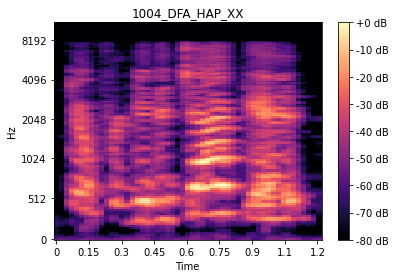 1004_DFA_HAP_XX
Hz
8192
4096
2048
1024
512
0
0 0.15 0.3 0.45 0.6 0.75 0.9 1.1 1.2
Time
+0 dB
-10 dB
-20 dB
-30 dB
-40 dB
-50 dB
-60 dB
-70 dB
-80 dB